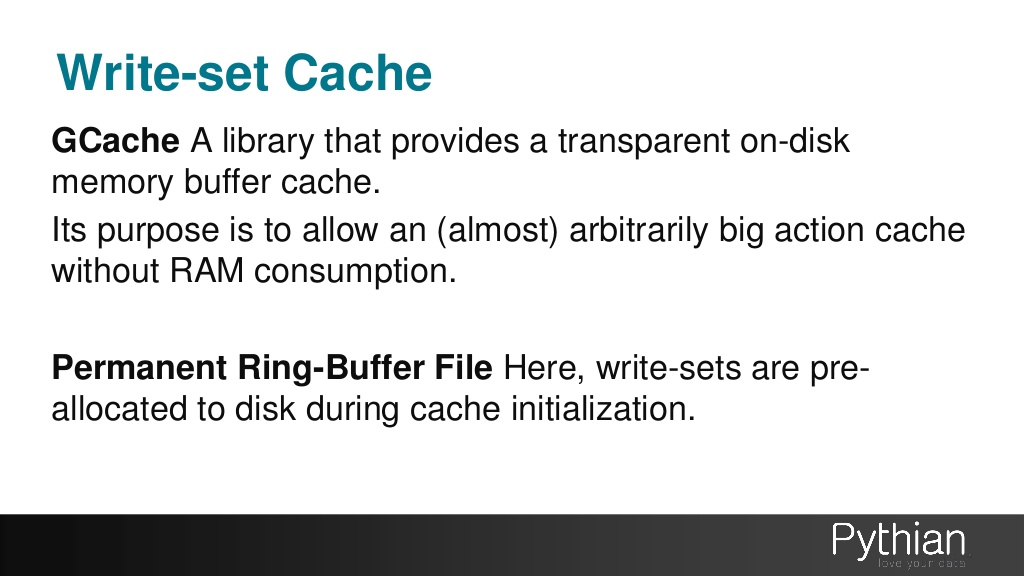 Write-set Cache
GCache A library that provides a transparent on-disk
memory buffer cache.
Its purpose is to allow an (almost) arbitrarily big action cache
without RAM consumption.
Permanent Ring-Buffer File Here, write-sets are pre-
allocated to disk during cache initialization.
Pythian
love your data